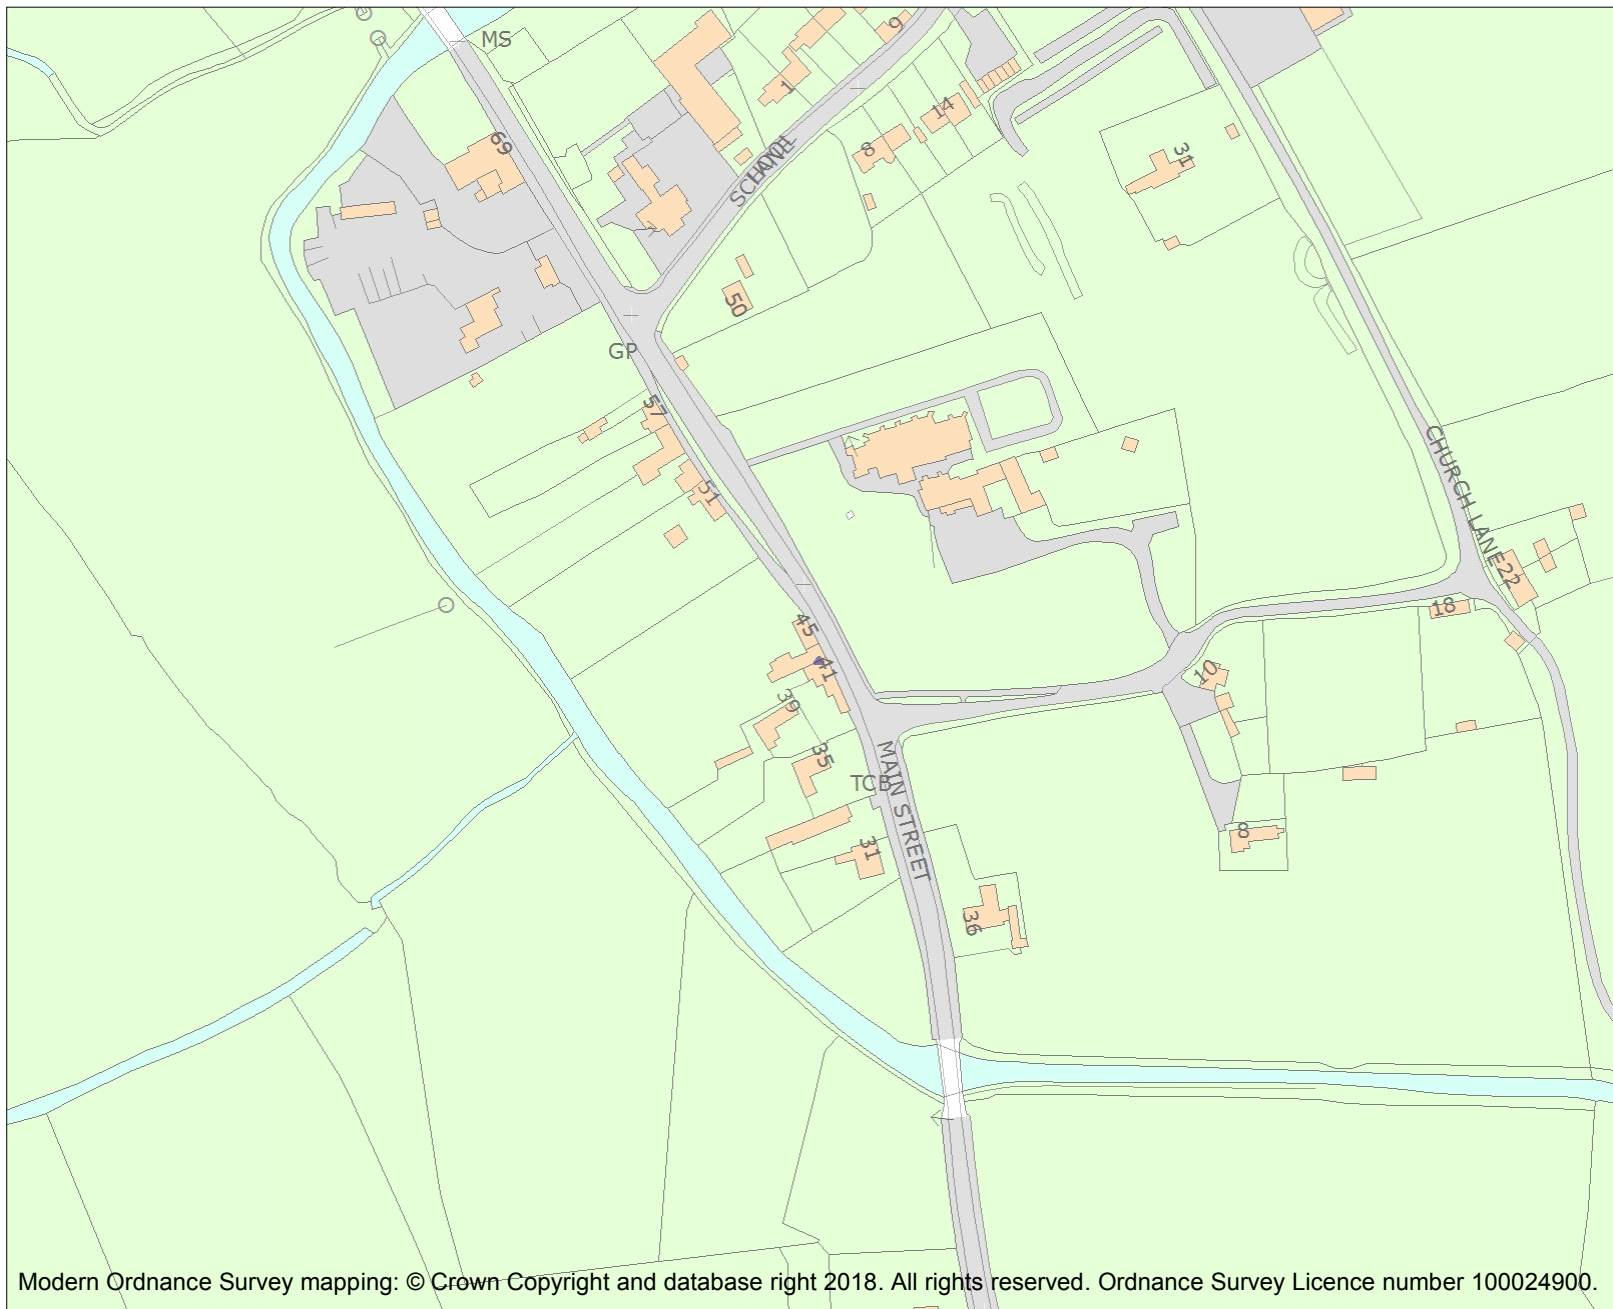 MS
9
69
1
14
8
31
SCHOOL
LANE
7
50
GP
57
51
CHURCH LANE
22
18
45
41
10
39
35
TCB
MAIN STREET
31
8
36
Modern Ordnance Survey mapping: © Crown Copyright and database right 2018. All rights reserved. Ordnance Survey Licence number 100024900.